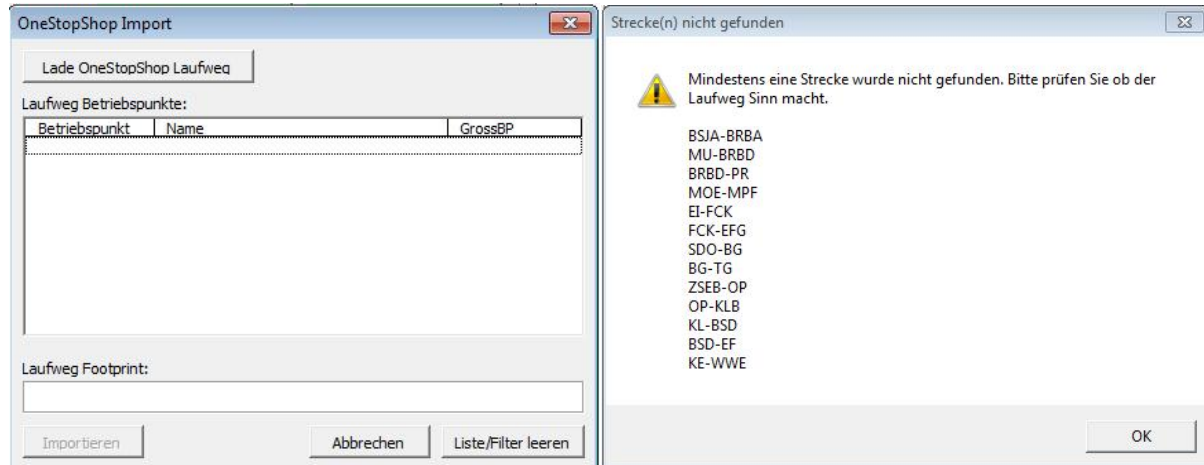 OneStopShop Import
Lade OneStopShop Laufweg
Laufweg Betriebspunkte:
Betriebspunkt Name GrossBP
Laufweg Footprint:
Importieren Abbrechen Liste/Filter leeren
Strecke(n) nicht gefunden
Mindestens eine Strecke wurde nicht gefunden. Bitte prüfen Sie ob der
Laufweg Sinn macht.
BSJA-BRBA
MU-BRBD
BRBD-PR
MOE-MPF
EI-FCK
FCK-EFG
SDO-BG
BG-TG
ZSEB-OP
OP-KLB
KL-BSD
BSD-EF
KE-WWE
OK